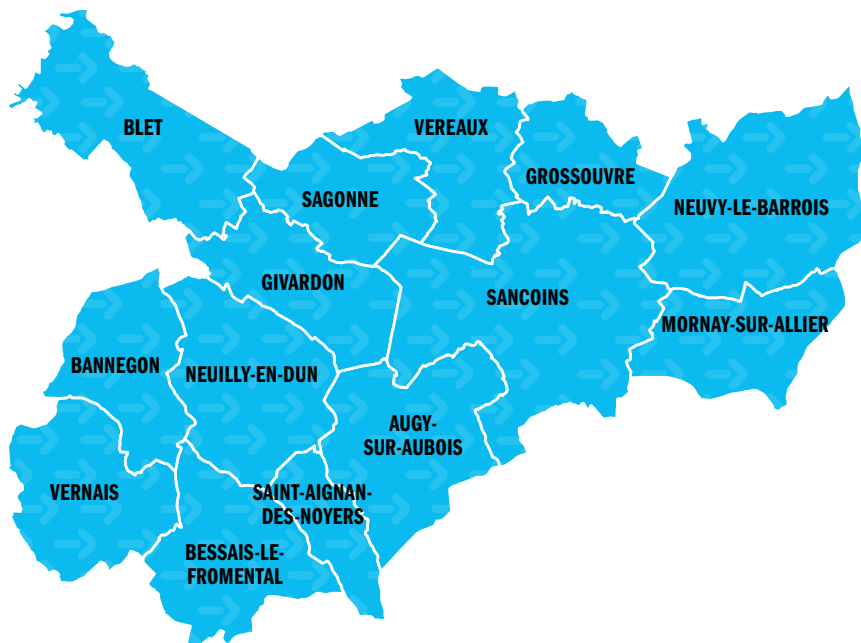 BLET
VEREAUX
GROSSOUVRE
SAGONNE
NEUVY-LE-BARROIS
GIVARDON
SANCOINS
MORNAY-SUR-ALLIER
BANNEGON
NEUILLY-EN-DUN
AUGY-
SUR-AUBOIS
VERNAIS
SAINT-AIGNAN-
DES-NOYERS
BESSAIS-LE-
FROMENTAL